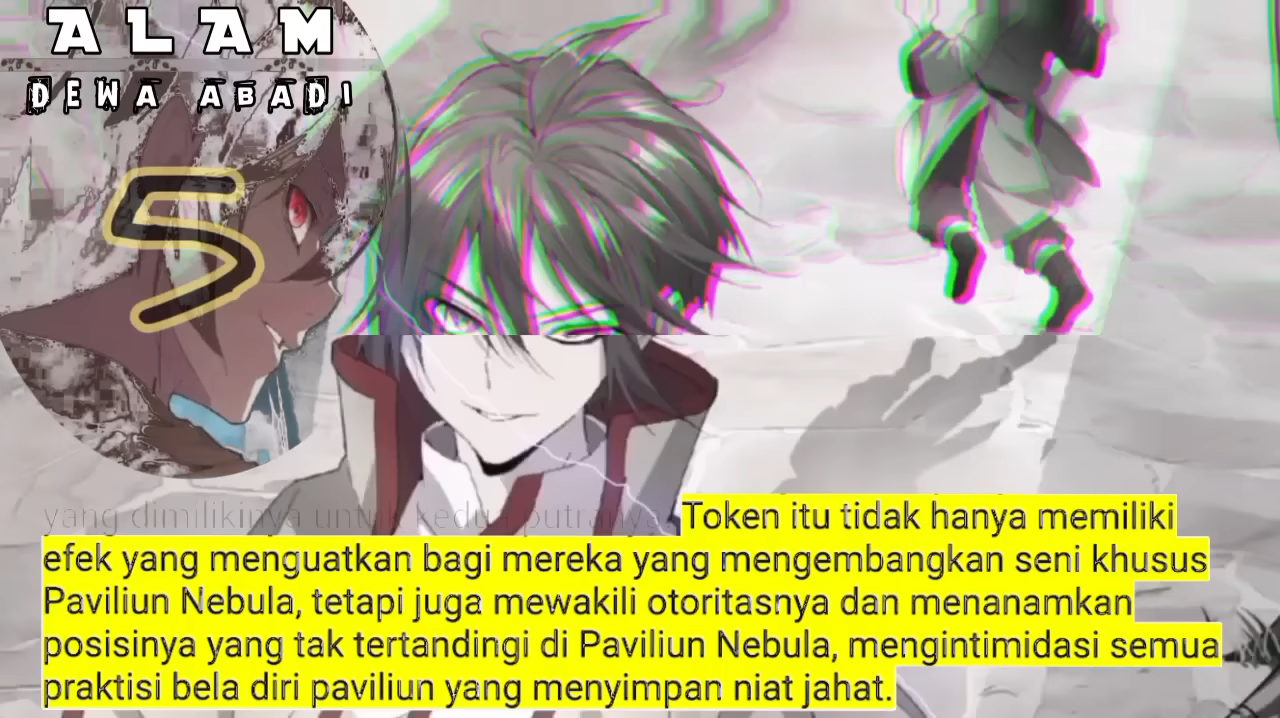 ALAM
DEWA ABADI
5
yang dimilikinya untuk kedua putranya. Token itu tidak hanya memiliki
efek yang menguatkan bagi mereka yang mengembangkan seni khusus
Paviliun Nebula, tetapi juga mewakili otoritasnya dan menanamkan
posisinya yang tak tertandingi di Paviliun Nebula, mengintimidasi semua
praktisi bela diri paviliun yang menyimpan niat jahat.